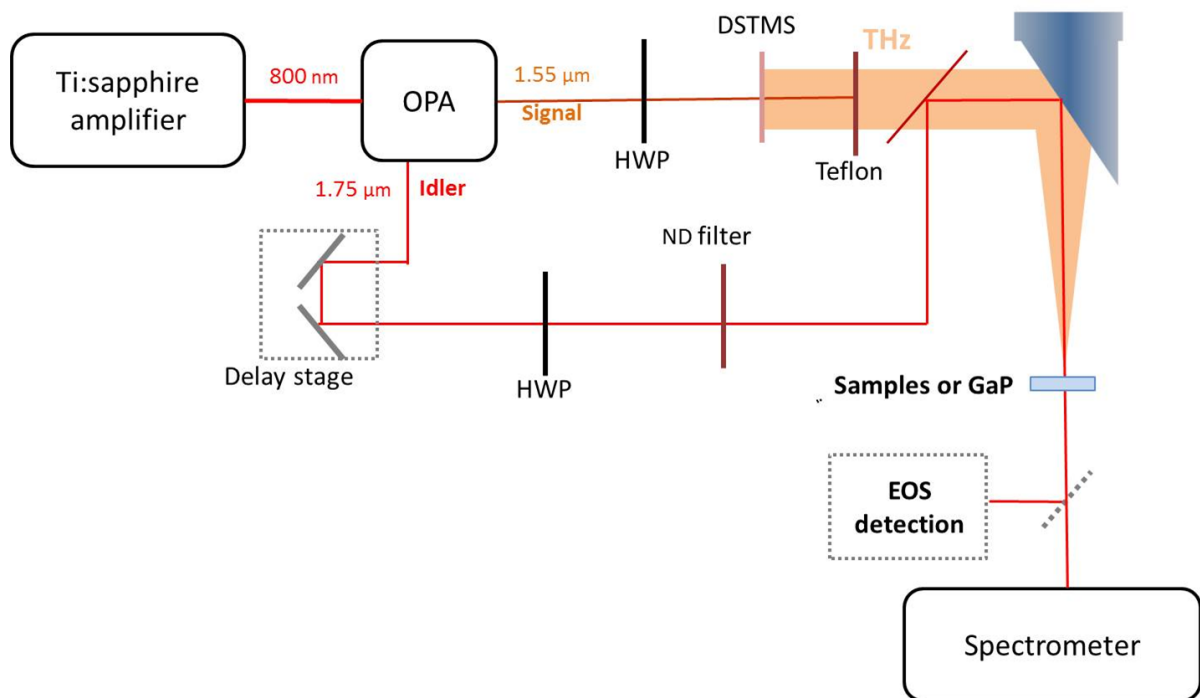 DSTMS
THz
Ti:sapphire
amplifier
800 nm
OPA
1.55 μm
Signal
HWP
Teflon
1.75 μm
Idler
ND filter
Delay stage
HWP
Samples or GaP
EOS
detection
Spectrometer